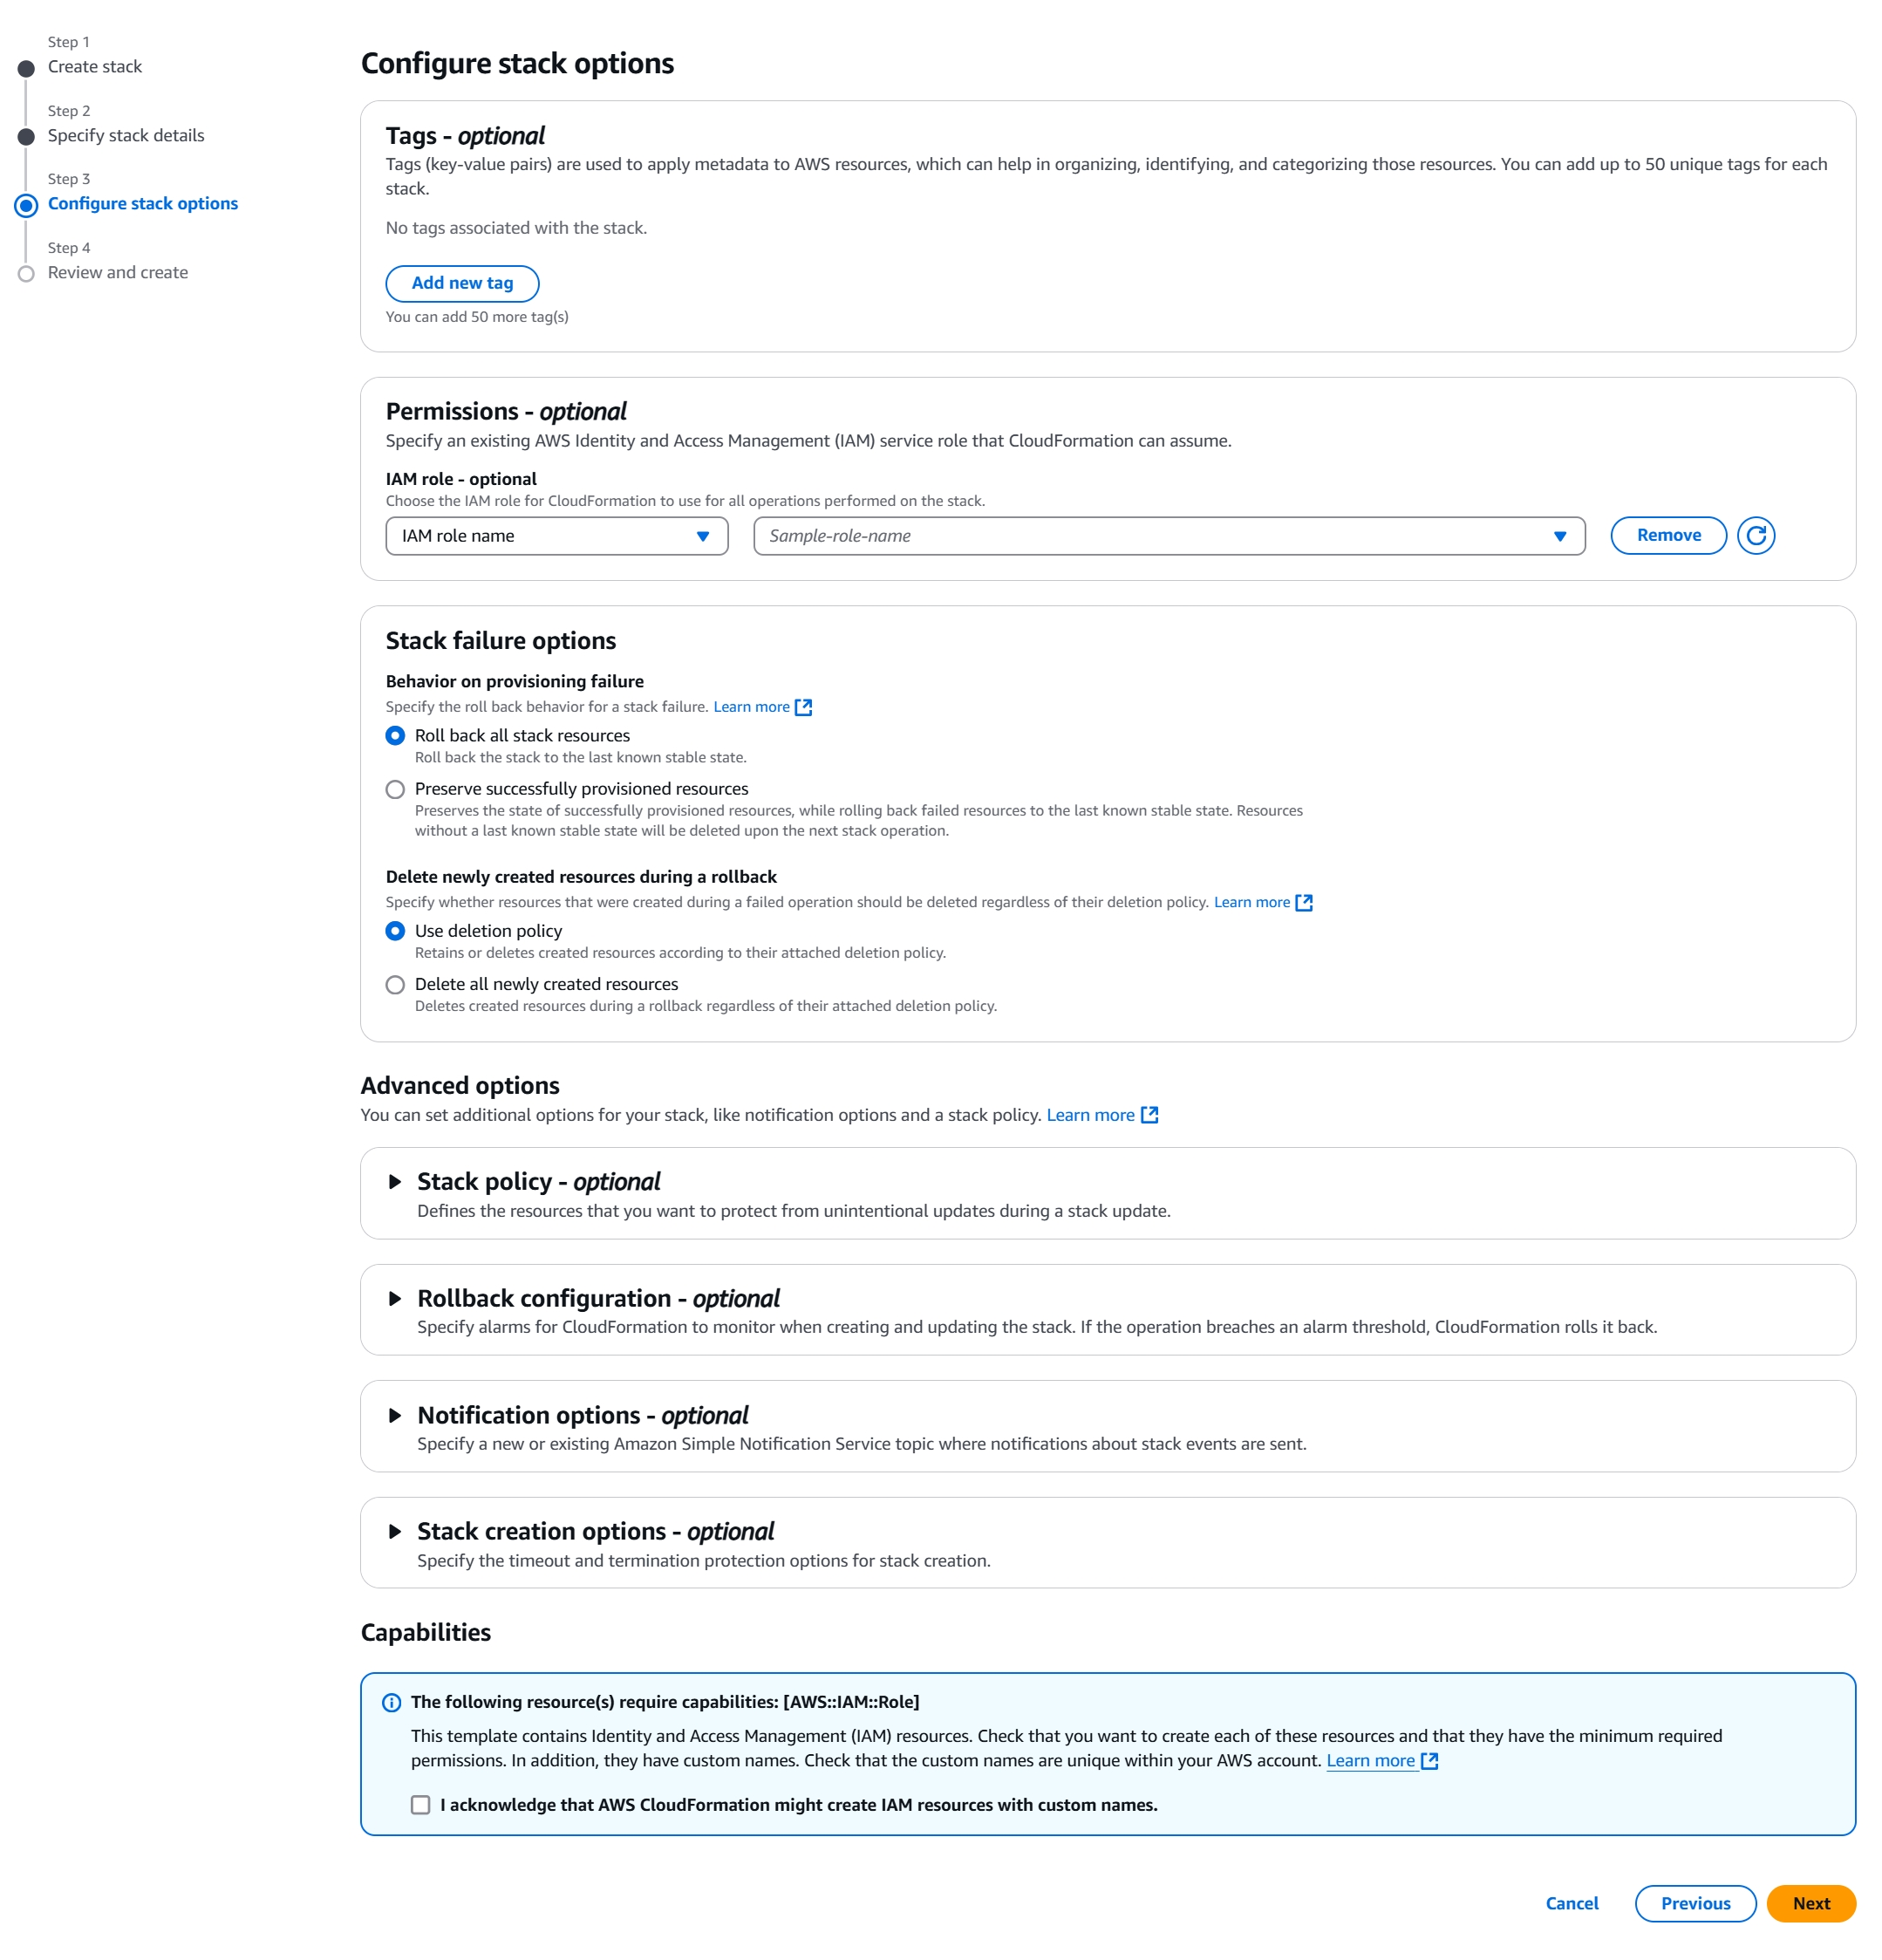 Step 1
Create stack
Step 2
Specify stack details
Step 3
Configure stack options
Step 4
Review and create
Configure stack options
Tags - optional
Tags (key-value pairs) are used to apply metadata to AWS resources, which can help in organizing, identifying, and categorizing those resources. You can add up to 50 unique tags for each
stack.
No tags associated with the stack.
Add new tag
You can add 50 more tag(s)
Permissions - optional
Specify an existing AWS Identity and Access Management (IAM) service role that CloudFormation can assume.
IAM role - optional
Choose the IAM role for CloudFormation to use for all operations performed on the stack.
IAM role name
Sample-role-name
Remove
Stack failure options
Behavior on provisioning failure
Specify the roll back behavior for a stack failure. Learn more
Roll back all stack resources
Roll back the stack to the last known stable state.
Preserve successfully provisioned resources
Preserves the state of successfully provisioned resources, while rolling back failed resources to the last known stable state. Resources
without a last known stable state will be deleted upon the next stack operation.
Delete newly created resources during a rollback
Specify whether resources that were created during a failed operation should be deleted regardless of their deletion policy. Learn more
Use deletion policy
Retains or deletes created resources according to their attached deletion policy.
Delete all newly created resources
Deletes created resources during a rollback regardless of their attached deletion policy.
Advanced options
You can set additional options for your stack, like notification options and a stack policy. Learn more
Stack policy - optional
Defines the resources that you want to protect from unintentional updates during a stack update.
Rollback configuration - optional
Specify alarms for CloudFormation to monitor when creating and updating the stack. If the operation breaches an alarm threshold, CloudFormation rolls it back.
Notification options - optional
Specify a new or existing Amazon Simple Notification Service topic where notifications about stack events are sent.
Stack creation options - optional
Specify the timeout and termination protection options for stack creation.
Capabilities
The following resource(s) require capabilities: [AWS::IAM::Role]
This template contains Identity and Access Management (IAM) resources. Check that you want to create each of these resources and that they have the minimum required
permissions. In addition, they have custom names. Check that the custom names are unique within your AWS account. Learn more
I acknowledge that AWS CloudFormation might create IAM resources with custom names.
Cancel
Previous
Next